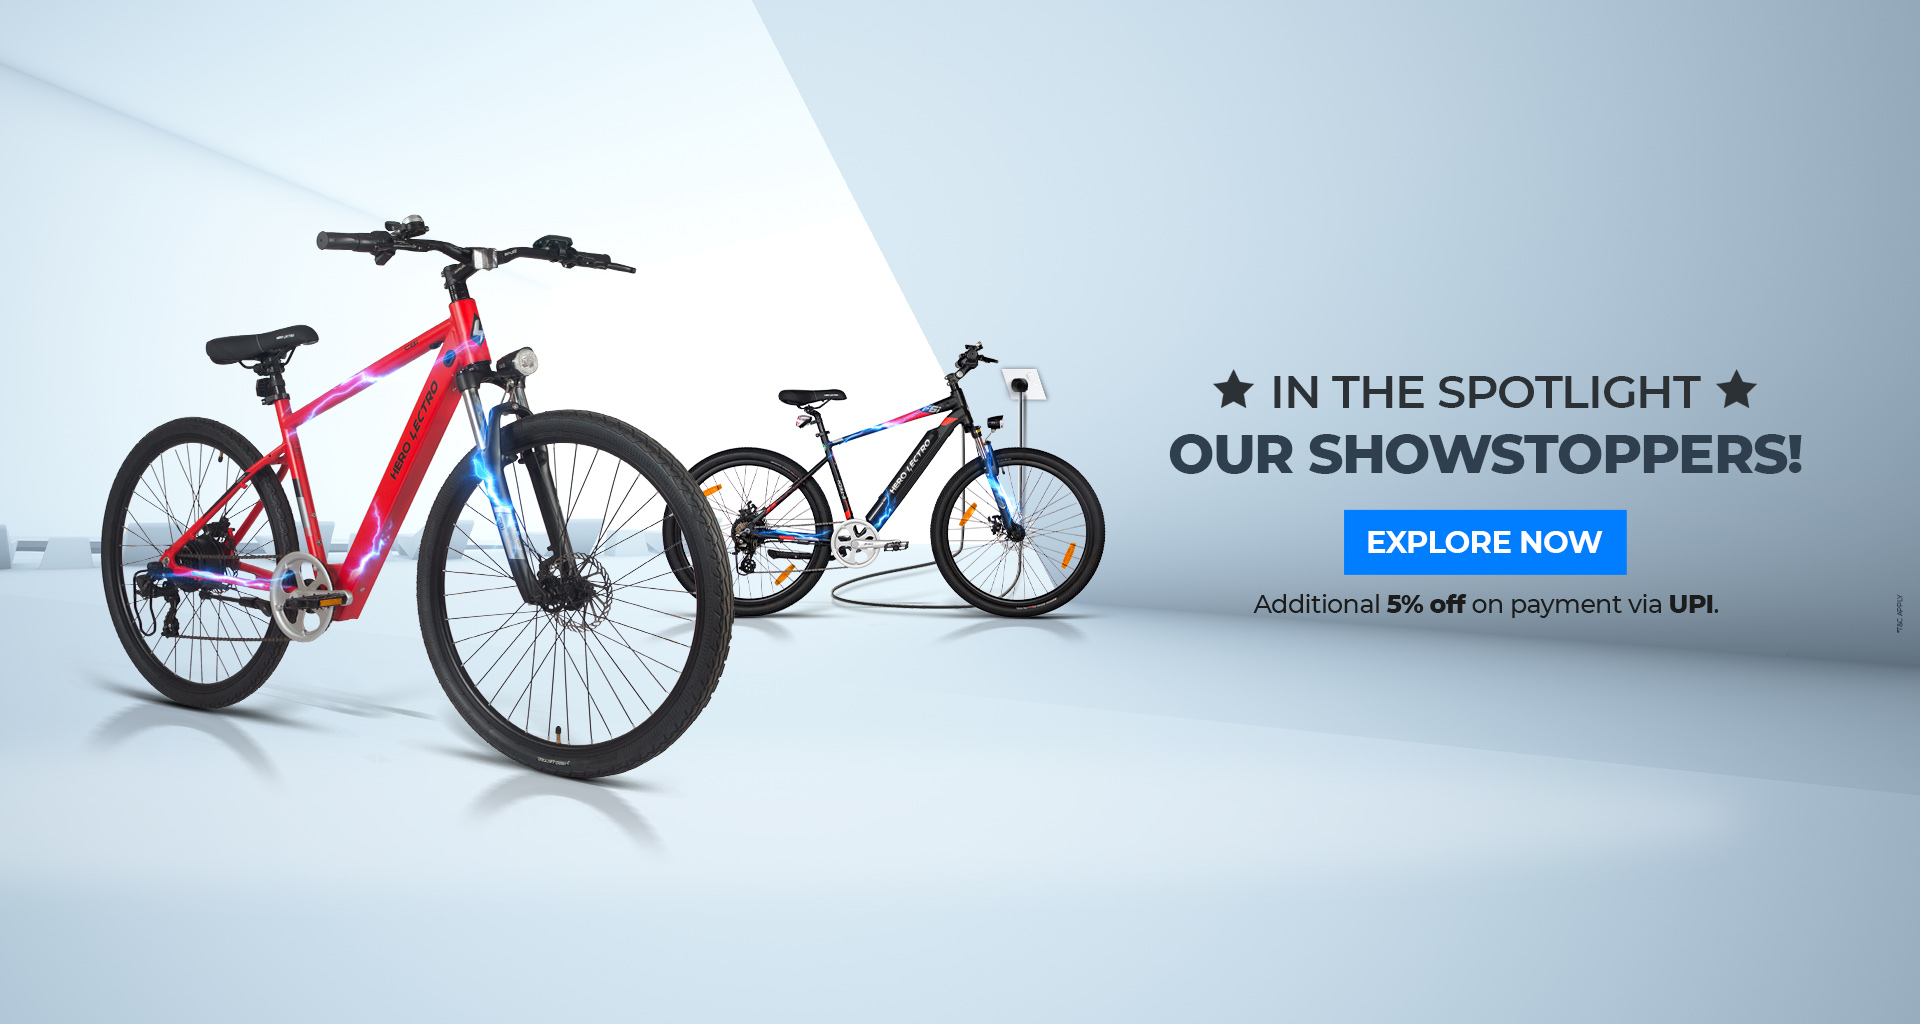 IN THE SPOTLIGHT
OUR SHOWSTOPPERS!
EXPLORE NOW
Additional 5% off on payment via UPI.
*T&C APPLY
HERO LECTRO
HERO LECTRO